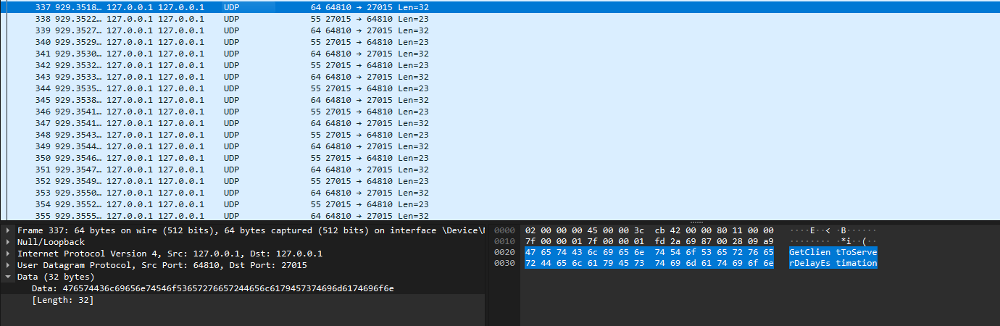 337 929.3518… 127.0.0.1 127.0.0.1 UDP 64 64810 → 27015 Len=32
338 929.3522… 127.0.0.1 127.0.0.1 UDP 55 27015 → 64810 Len=23
339 929.3527… 127.0.0.1 127.0.0.1 UDP 64 64810 → 27015 Len=32
340 929.3529… 127.0.0.1 127.0.0.1 UDP 55 27015 → 64810 Len=23
341 929.3530… 127.0.0.1 127.0.0.1 UDP 64 64810 → 27015 Len=32
342 929.3532… 127.0.0.1 127.0.0.1 UDP 55 27015 → 64810 Len=23
343 929.3533… 127.0.0.1 127.0.0.1 UDP 64 64810 → 27015 Len=32
344 929.3535… 127.0.0.1 127.0.0.1 UDP 55 27015 → 64810 Len=23
345 929.3538… 127.0.0.1 127.0.0.1 UDP 64 64810 → 27015 Len=32
346 929.3541… 127.0.0.1 127.0.0.1 UDP 55 27015 → 64810 Len=23
347 929.3541… 127.0.0.1 127.0.0.1 UDP 64 64810 → 27015 Len=32
348 929.3543… 127.0.0.1 127.0.0.1 UDP 55 27015 → 64810 Len=23
349 929.3544… 127.0.0.1 127.0.0.1 UDP 64 64810 → 27015 Len=32
350 929.3546… 127.0.0.1 127.0.0.1 UDP 55 27015 → 64810 Len=23
351 929.3547… 127.0.0.1 127.0.0.1 UDP 64 64810 → 27015 Len=32
352 929.3549… 127.0.0.1 127.0.0.1 UDP 55 27015 → 64810 Len=23
353 929.3550… 127.0.0.1 127.0.0.1 UDP 64 64810 → 27015 Len=32
354 929.3552… 127.0.0.1 127.0.0.1 UDP 55 27015 → 64810 Len=23
355 929.3555… 127.0.0.1 127.0.0.1 UDP 64 64810 → 27015 Len=32
Frame 337: 64 bytes on wire (512 bits), 64 bytes captured (512 bits) on interface \Device\
Null/Loopback
Internet Protocol Version 4, Src: 127.0.0.1, Dst: 127.0.0.1
User Datagram Protocol, Src Port: 64810, Dst Port: 27015
Data (32 bytes)
Data: 476574436c69656e74546f53657276657244656c6179457374696d6174696f6e
[Length: 32]
0000 02 00 00 00 45 00 00 3c cb 42 00 00 80 11 00 00 ····E··< ·B······
0010 7f 00 00 01 7f 00 00 01 fd 2a 69 87 00 28 09 a9 ········ ·*i··(··
0020 47 65 74 43 6c 69 65 6e 74 54 6f 53 65 72 76 65 GetClien tToServe
0030 72 44 65 6c 61 79 45 73 74 69 6d 61 74 69 6f 6e rDelayEs timation